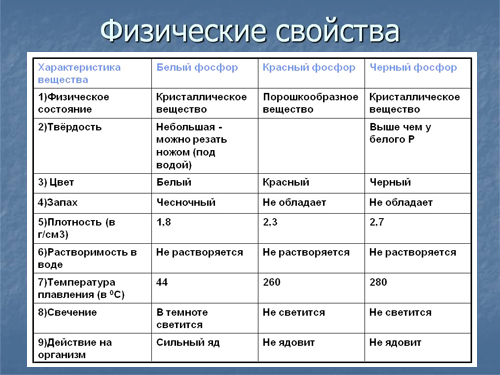 Физические свойства
Характеристика вещества | Белый фосфор | Красный фосфор | Черный фосфор
1)Физическое состояние | Кристаллическое вещество | Порошкообразное вещество | Кристаллическое вещество
2)Твёрдость | Небольшая - можно резать ножом (под водой) | | Выше чем у белого Р
3) Цвет | Белый | Красный | Черный
4)Запах | Чесночный | Не обладает | Не обладает
5)Плотность (в г/см3) | 1,8 | 2,3 | 2,7
6)Растворимость в воде | Не растворяется | Не растворяется | Не растворяется
7)Температура плавления (в ⁰С) | 44 | 260 | 280
8)Свечение | В темноте светится | Не светится | Не светится
9)Действие на организм | Сильный яд | Не ядовит | Не ядовит